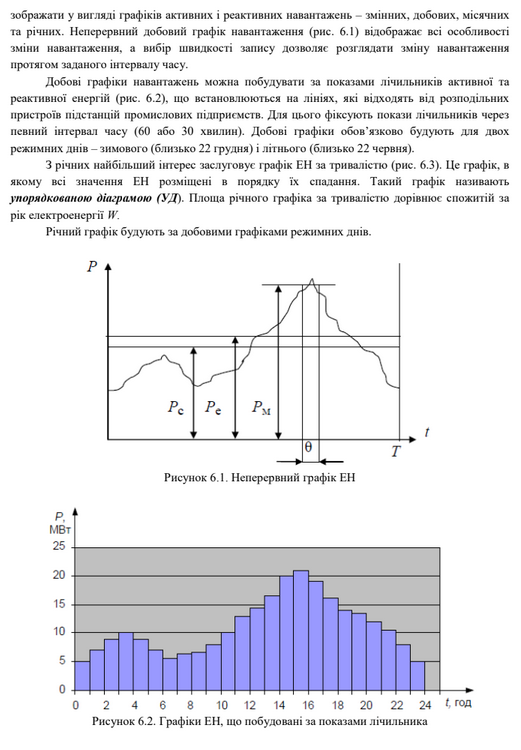 зображати у вигляді графіків активних і реактивних навантажень – змінних, добових, місячних
та річних. Неперервний добовий графік навантаження (рис. 6.1) відображає всі особливості
зміни навантаження, а вибір швидкості запису дозволяє розглядати зміну навантаження
протягом заданого інтервалу часу.
Добові графіки навантажень можна побудувати за показами лічильників активної та
реактивної енергій (рис. 6.2), що встановлюються на лініях, які відходять від розподільних
пристроїв підстанцій промислових підприємств. Для цього фіксують покази лічильників через
певний інтервал часу (60 або 30 хвилин). Добові графіки обов’язково будують для двох
режимних днів – зимового (близько 22 грудня) і літнього (близько 22 червня).
З річних найбільший інтерес заслуговує графік ЕН за тривалістю (рис. 6.3). Це графік, в
якому всі значення ЕН розміщені в порядку їх спадання. Такий графік називають
упорядкованою діаграмою (УД). Площа річного графіка за тривалістю дорівнює спожитій за
рік електроенергії W.
Річний графік будують за добовими графіками режимних днів.
P
Pс Pе Pм
θ T t
Рисунок 6.1. Неперервний графік ЕН
P,
МВт
25
20
15
10
5
0
0 2 4 6 8 10 12 14 16 18 20 22 24 t, год
Рисунок 6.2. Графіки ЕН, що побудовані за показами лічильника